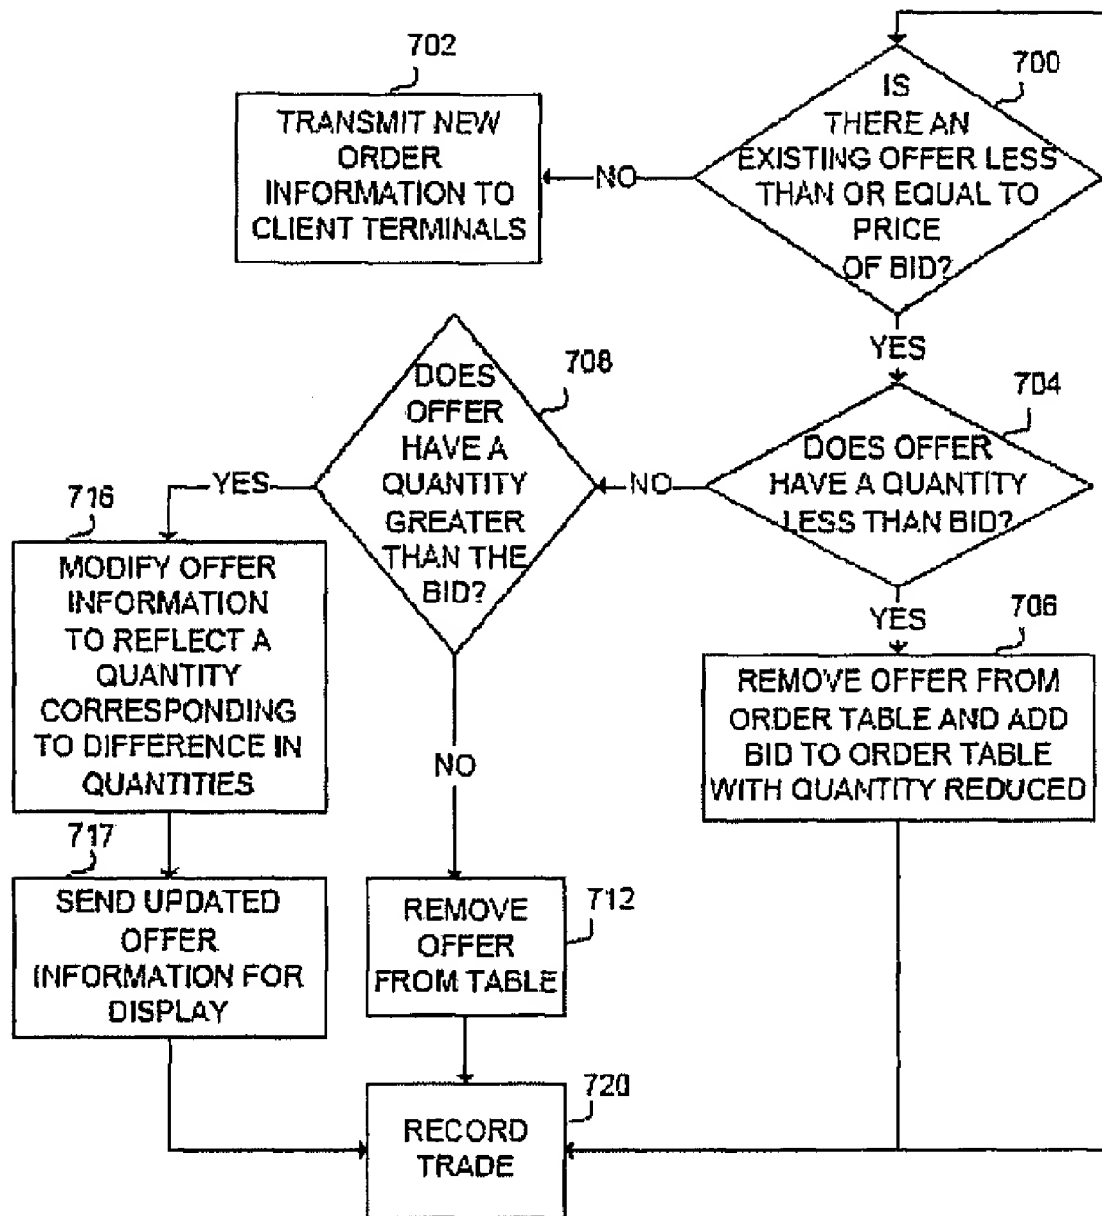 702
TRANSMIT NEW
ORDER
INFORMATION TO
CLIENT TERMINALS
NO
700
IS
THERE AN
EXISTING OFFER LESS
THAN OR EQUAL TO
PRICE
OF BID?
YES
708
DOES
OFFER
HAVE A
QUANTITY
GREATER
THAN THE
BID?
NO
704
DOES OFFER
HAVE A QUANTITY
LESS THAN BID?
YES
YES
716
MODIFY OFFER
INFORMATION
TO REFLECT A
QUANTITY
CORRESPONDING
TO DIFFERENCE IN
QUANTITIES
NO
706
REMOVE OFFER FROM
ORDER TABLE AND ADD
BID TO ORDER TABLE
WITH QUANTITY REDUCED
717
SEND UPDATED
OFFER
INFORMATION FOR
DISPLAY
712
REMOVE
OFFER
FROM TABLE
720
RECORD
TRADE